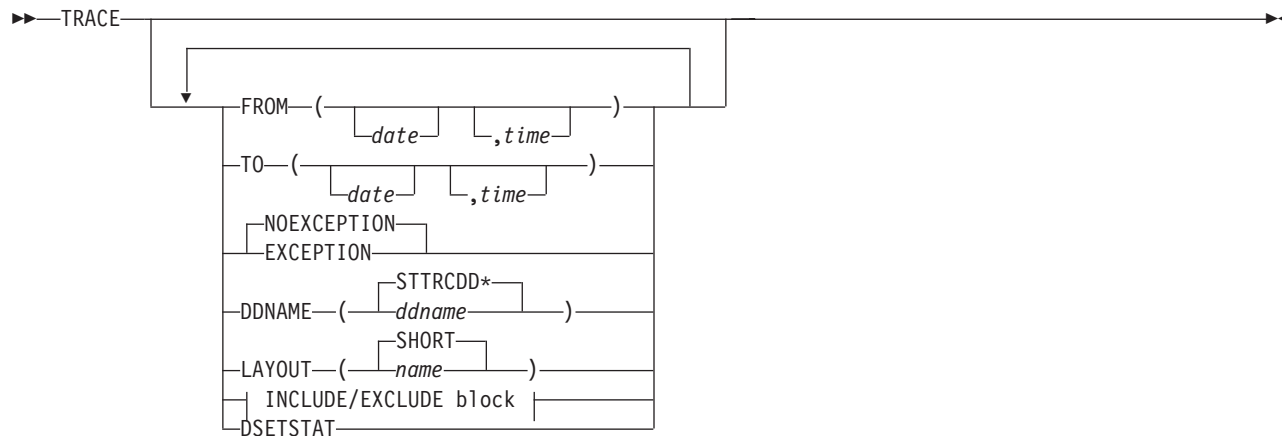 TRACE
FROM ( date ,time )
TO ( date ,time )
NOEXCEPTION
EXCEPTION
STTRCDD*
DDNAME ( ddname )
SHORT
LAYOUT ( name )
INCLUDE/EXCLUDE block
DSETSTAT